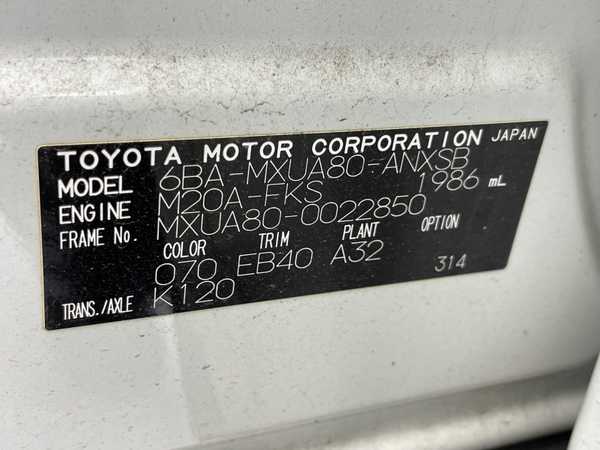 TOYOTA MOTOR CORPORATION JAPAN
MODEL 6BA-MXUA80-ANXSB
ENGINE M20A-FKS 1986 mL
FRAME No. MXUA80-0022850
COLOR TRIM PLANT OPTION
070 EB40 A32 314
TRANS./AXLE K120